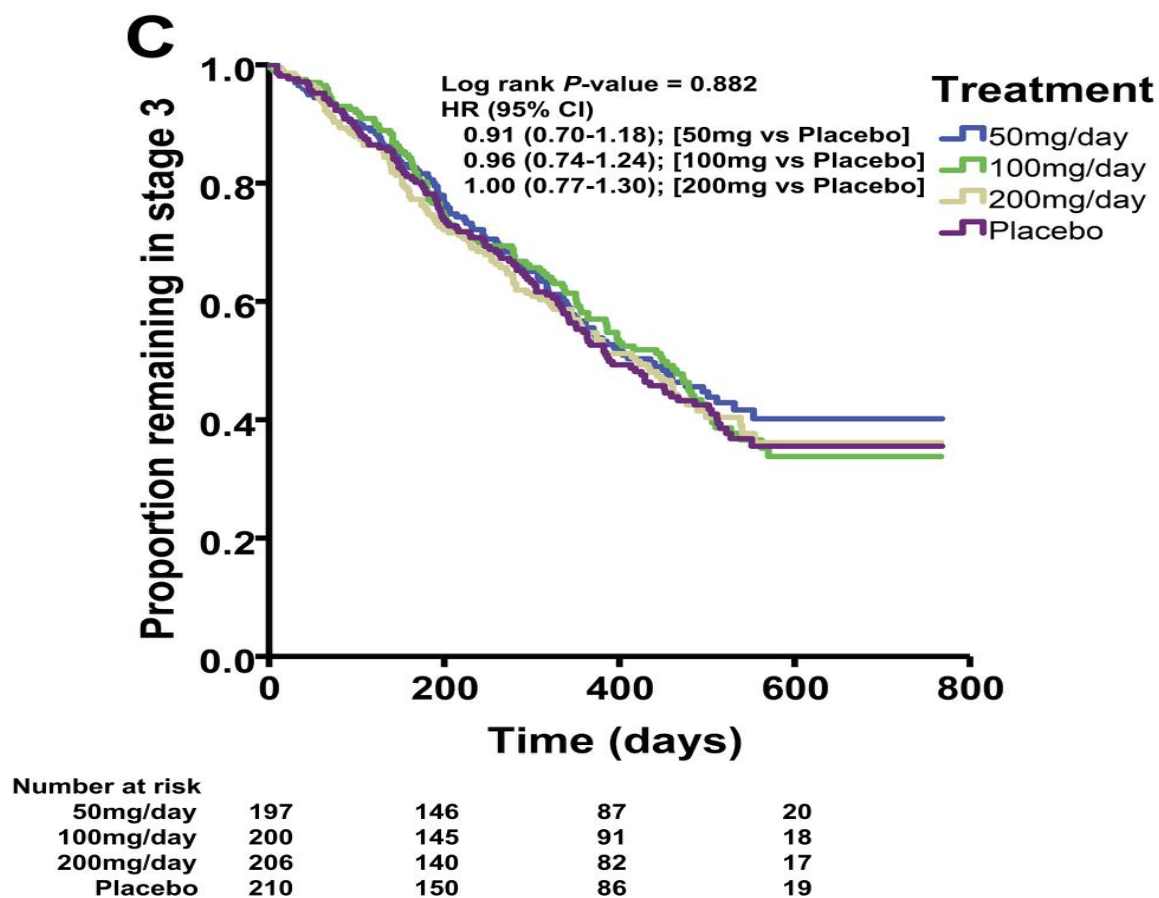 C
Proportion remaining in stage 3
1.0
0.8
0.6
0.4
0.2
0.0
Log rank P-value = 0.882
HR (95% CI)
0.91 (0.70-1.18); [50mg vs Placebo]
0.96 (0.74-1.24); [100mg vs Placebo]
1.00 (0.77-1.30); [200mg vs Placebo]
Treatment
50mg/day
100mg/day
200mg/day
Placebo
0 200 400 600 800
Time (days)
Number at risk
50mg/day 197 146 87 20
100mg/day 200 145 91 18
200mg/day 206 140 82 17
Placebo 210 150 86 19